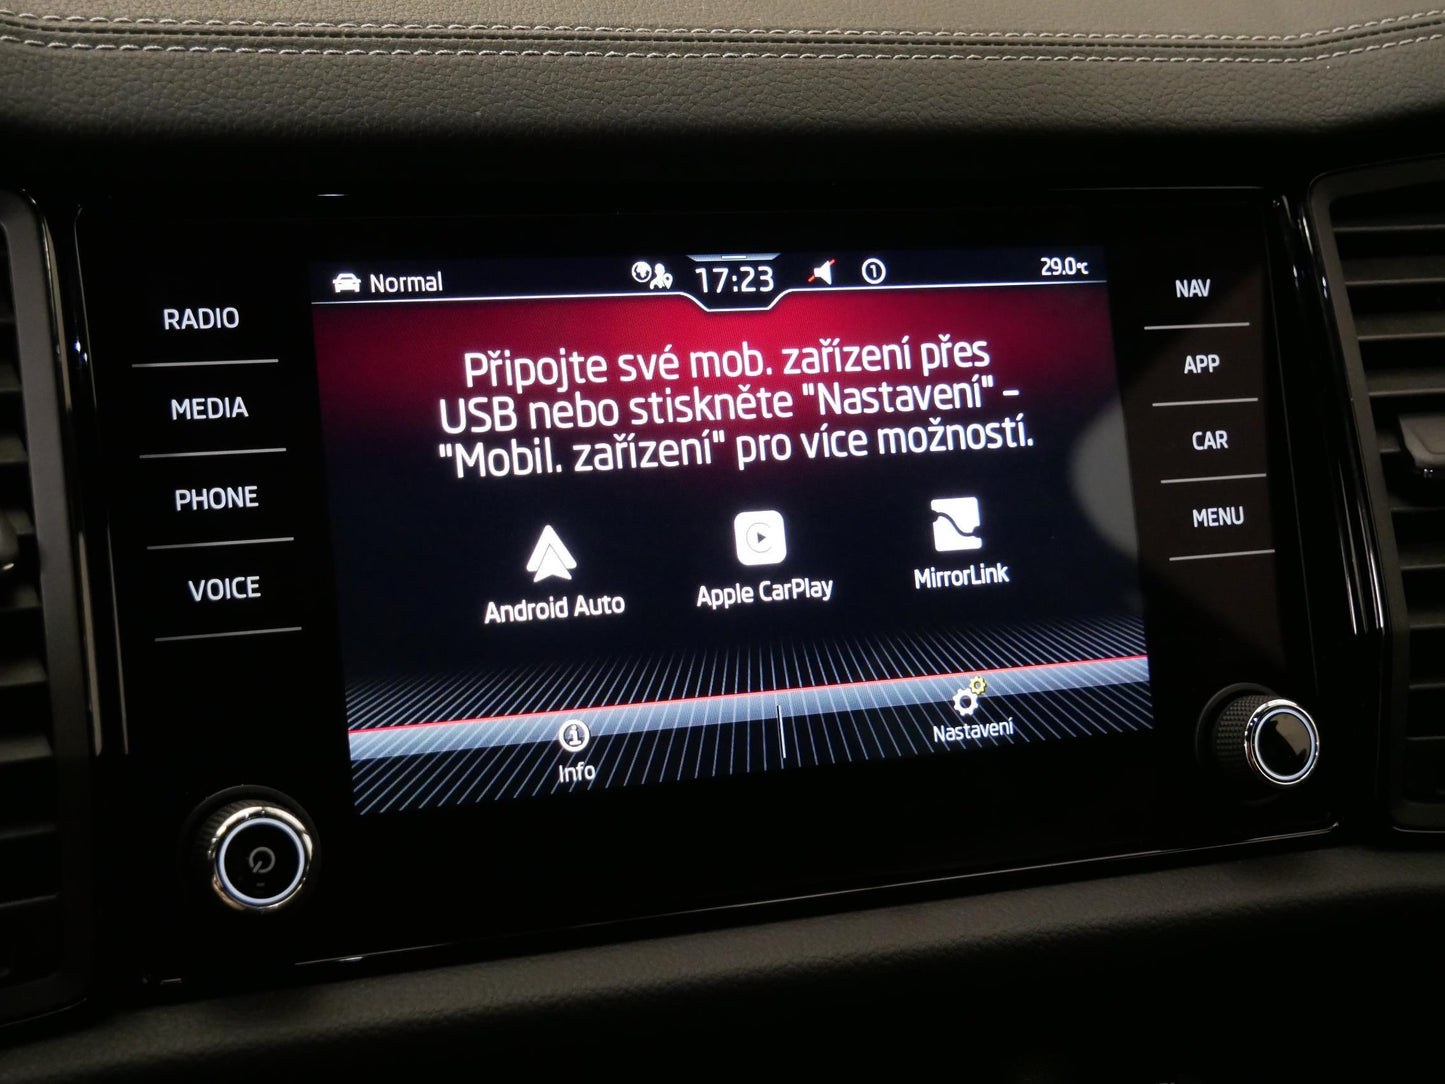 Normal
17:23
1
29.0°C
Připojte své mob. zařízení přes
USB nebo stiskněte "Nastavení" –
"Mobil. zařízení" pro více možností.
Android Auto
Apple CarPlay
MirrorLink
Info
Nastavení
RADIO
MEDIA
PHONE
VOICE
NAV
APP
CAR
MENU